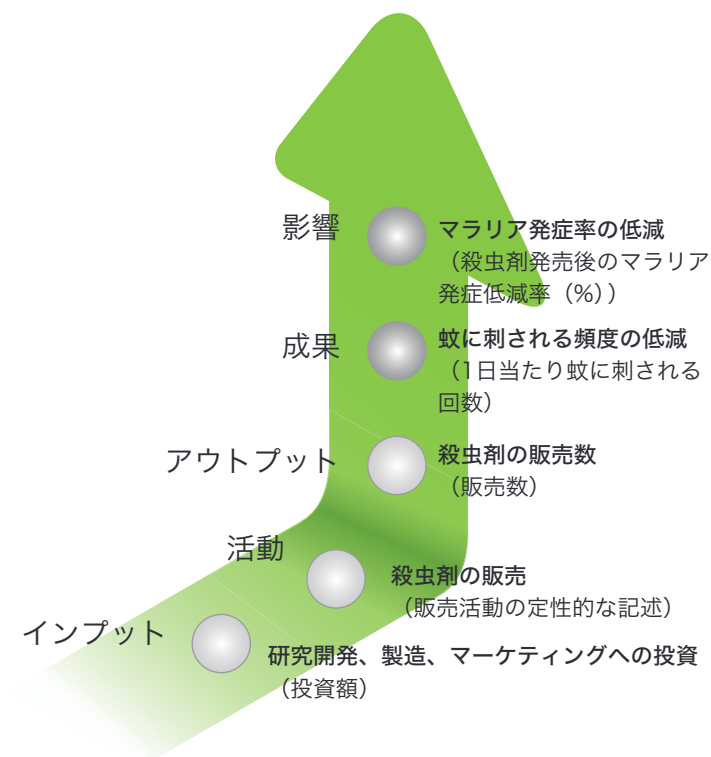 影響
マラリア発症率の低減
（殺虫剤発売後のマラリア
発症低減率（%））
成果
蚊に刺される頻度の低減
（1日当たり蚊に刺される
回数）
アウトプット
殺虫剤の販売数
（販売数）
活動
殺虫剤の販売
（販売活動の定性的な記述）
インプット
研究開発、製造、マーケティングへの投資
（投資額）